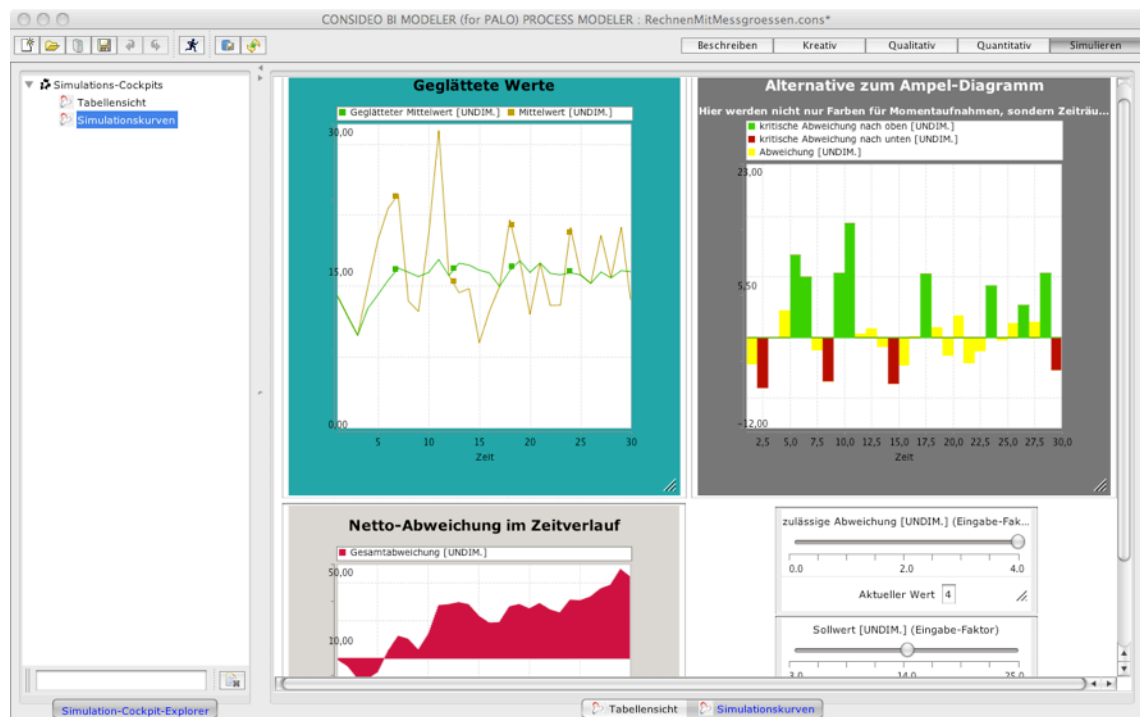 CONSIDEO BI MODELER (for PALO) PROCESS MODELER : RechnenMitMessgroessen.cons*
Beschreiben Kreativ Qualitativ Quantitativ Simulieren
Simulations-Cockpits
Tabellensicht
Simulationskurven
Geglättete Werte
Geglätteter Mittelwert [UNDIM.] Mittelwert [UNDIM.]
30,00
15,00
0,00
5 10 15 20 25 30
Zeit
Alternative zum Ampel-Diagramm
Hier werden nicht nur Farben für Momentaufnahmen, sondern Zeiträu...
kritische Abweichung nach oben [UNDIM.]
kritische Abweichung nach unten [UNDIM.]
Abweichung [UNDIM.]
23,00
5,50
-12,00
2,5 5,0 7,5 10,0 12,5 15,0 17,5 20,0 22,5 25,0 27,5 30,0
Zeit
Netto-Abweichung im Zeitverlauf
Gesamtabweichung [UNDIM.]
50,00
10,00
zulässige Abweichung [UNDIM.] (Eingabe-Fak...
0.0 2.0 4.0
Aktueller Wert 4
Sollwert [UNDIM.] (Eingabe-Faktor)
3.0 14.0 25.0
Simulation-Cockpit-Explorer
Tabellensicht Simulationskurven